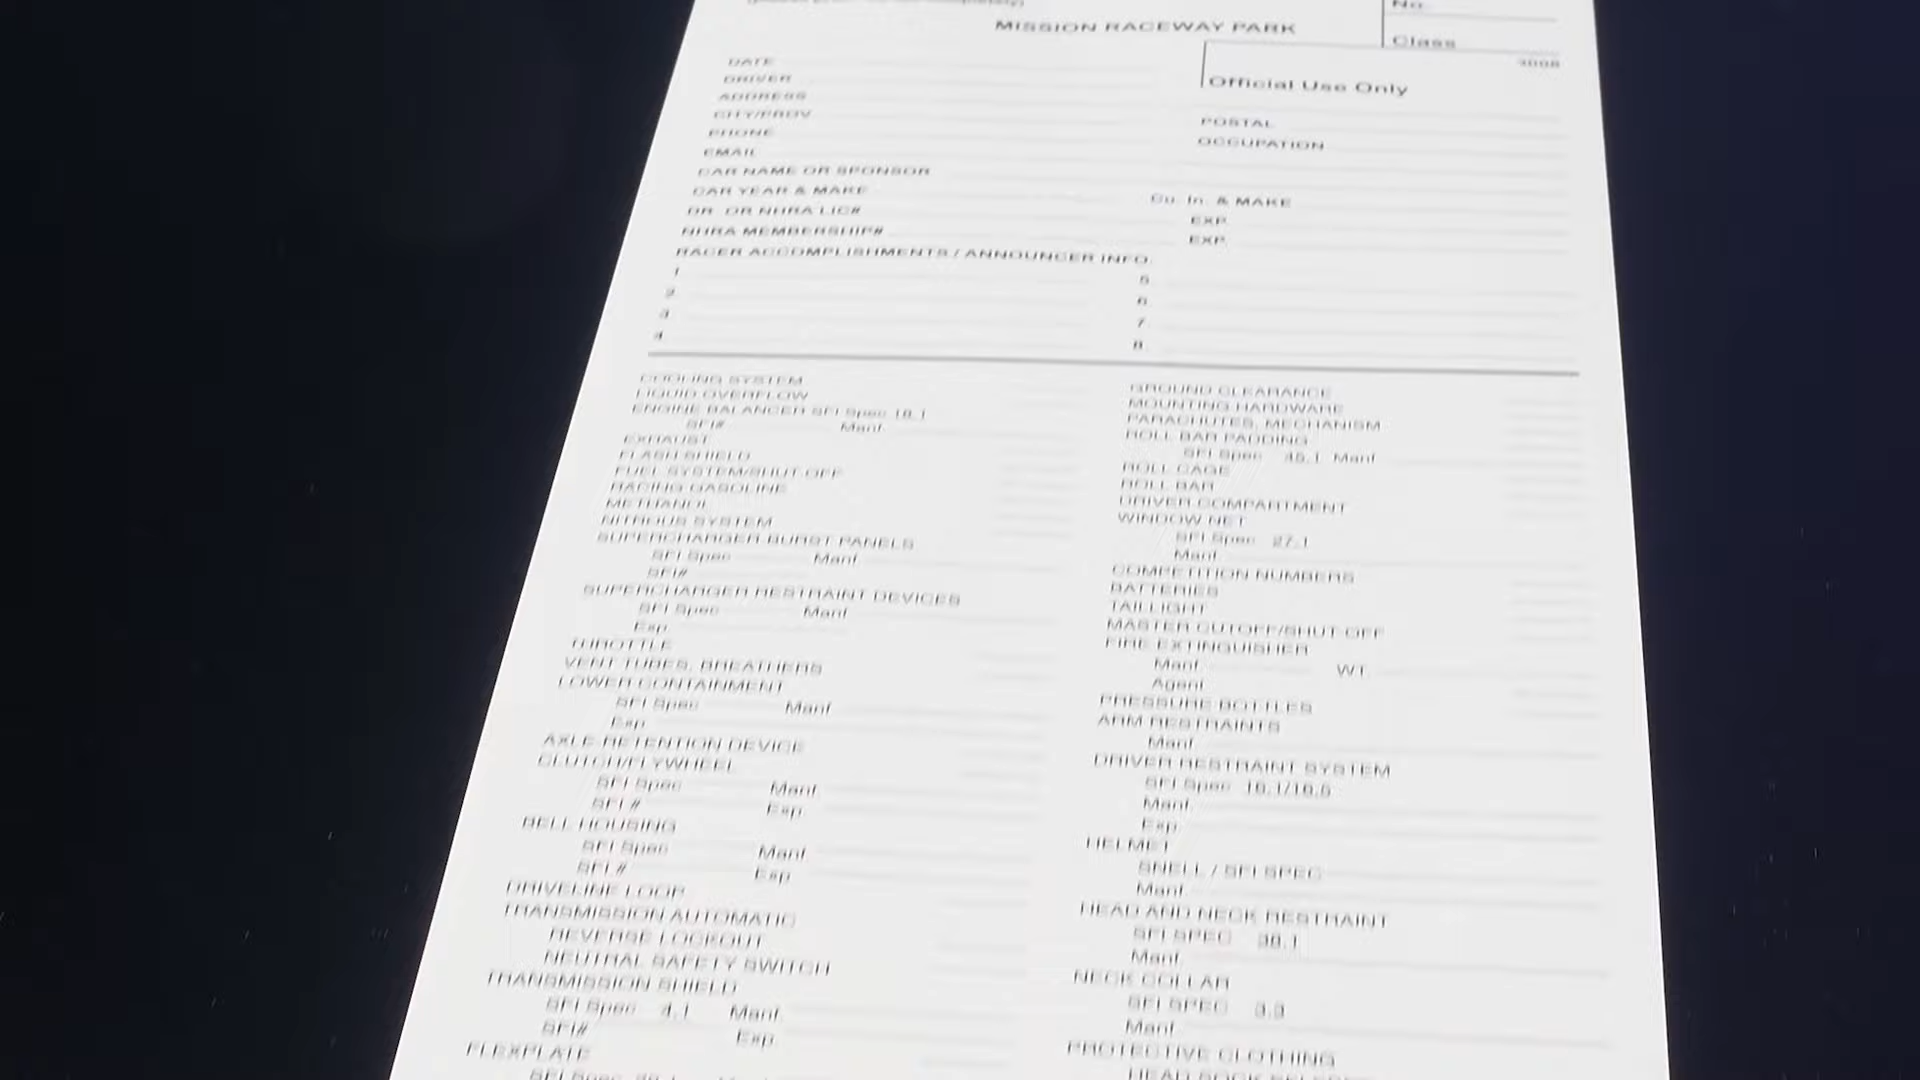 No.
MISSION RACEWAY PARK
Class
2008
Official Use Only
DATE
DRIVER
ADDRESS
CITY/PROV
POSTAL
PHONE
OCCUPATION
EMAIL
CAR NAME OR SPONSOR
CAR YEAR & MAKE
Cu. In. & MAKE
DR. OR NHRA LIC#
EXP.
NHRA MEMBERSHIP#
EXP.
RACER ACCOMPLISHMENTS / ANNOUNCER INFO.
1
5
2
6
3
7
4
8
COOLING SYSTEM
LIQUID OVERFLOW
ENGINE BALANCER SFI Spec 18.1
SFI# Manf.
EXHAUST
FLASH SHIELD
FUEL SYSTEM/SHUT OFF
RACING GASOLINE
METHANOL
NITROUS SYSTEM
SUPERCHARGER BURST PANELS
SFI Spec Manf.
SFI#
SUPERCHARGER RESTRAINT DEVICES
SFI Spec Manf.
Exp.
THROTTLE
VENT TUBES, BREATHERS
LOWER CONTAINMENT
SFI Spec Manf.
Exp.
AXLE RETENTION DEVICE
CLUTCH/FLYWHEEL
SFI Spec Manf.
SFI # Exp.
BELL HOUSING
SFI Spec Manf.
SFI # Exp.
DRIVELINE LOOP
TRANSMISSION AUTOMATIC
REVERSE LOCKOUT
NEUTRAL SAFETY SWITCH
TRANSMISSION SHIELD
SFI Spec 4.1 Manf.
SFI# Exp.
FLEXPLATE
SFI Spec
GROUND CLEARANCE
MOUNTING HARDWARE
PARACHUTES, MECHANISM
ROLL BAR PADDING
SFI Spec 45.1 Manf.
ROLL CAGE
ROLL BAR
DRIVER COMPARTMENT
WINDOW NET
SFI Spec 27.1
Manf.
COMPETITION NUMBERS
BATTERIES
TAILLIGHT
MASTER CUTOFF/SHUT OFF
FIRE EXTINGUISHER
Manf. WT.
Agent
PRESSURE BOTTLES
ARM RESTRAINTS
Manf.
DRIVER RESTRAINT SYSTEM
SFI Spec 16.1/16.5
Manf.
Exp.
HELMET
SNELL / SFI SPEC
Manf.
HEAD AND NECK RESTRAINT
SFI SPEC 38.1
Manf.
NECK COLLAR
SFI SPEC 3.3
Manf.
PROTECTIVE CLOTHING
HEAD SOCK